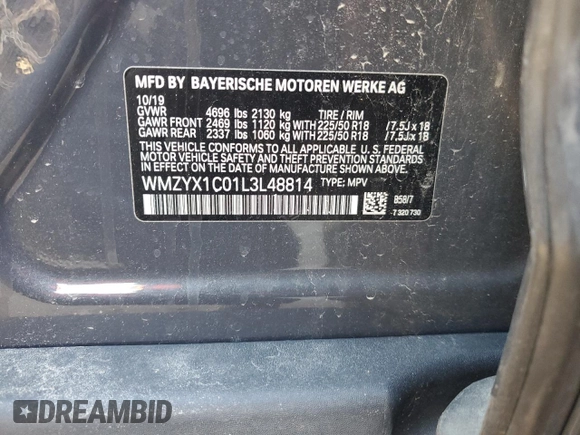 MFD BY BAYERISCHE MOTOREN WERKE AG
10/19
GVWR 4696 lbs 2130 kg TIRE / RIM
GAWR FRONT 2469 lbs 1120 kg WITH 225/50 R18 / 7.5J x 18
GAWR REAR 2337 lbs 1060 kg WITH 225/50 R18 / 7.5J x 18
THIS VEHICLE CONFORMS TO ALL APPLICABLE U. S. FEDERAL
MOTOR VEHICLE SAFETY AND THEFT PREVENTION STANDARDS
IN EFFECT ON THE DATE OF MANUFACTURE SHOWN ABOVE.
WMZYX1C01L3L48814 TYPE: MPV
B58/7
7 320 730
DREAMBID